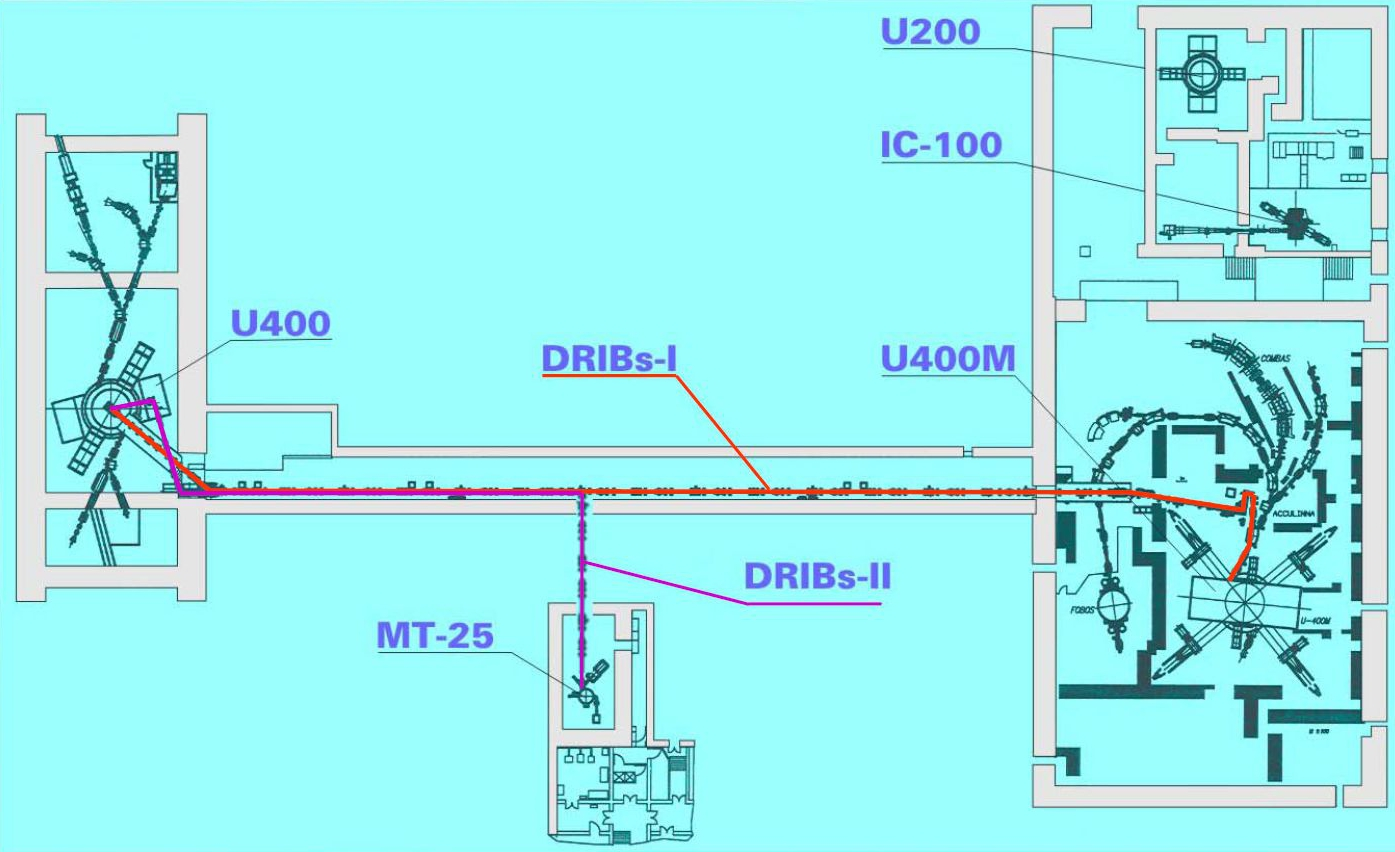 U200
IC-100
U400
DRIBs-I
U400M
COMBAS
ACCULINNA
DRIBs-II
FOBOS
U-400M
MT-25